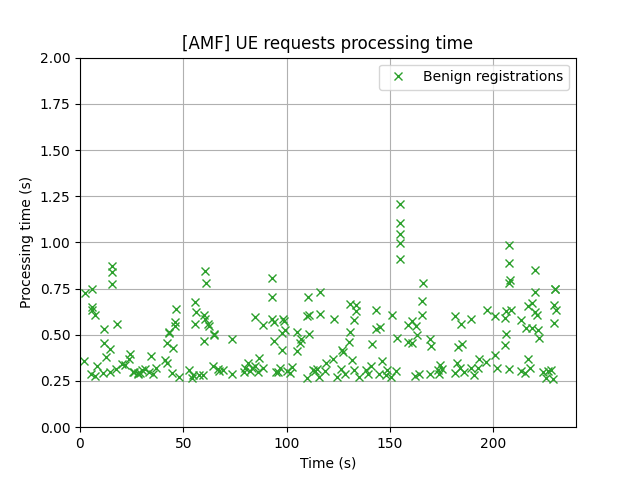 [AMF] UE requests processing time
Benign registrations
2.00
1.75
1.50
1.25
1.00
0.75
0.50
0.25
0.00
Processing time (s)
0 50 100 150 200
Time (s)